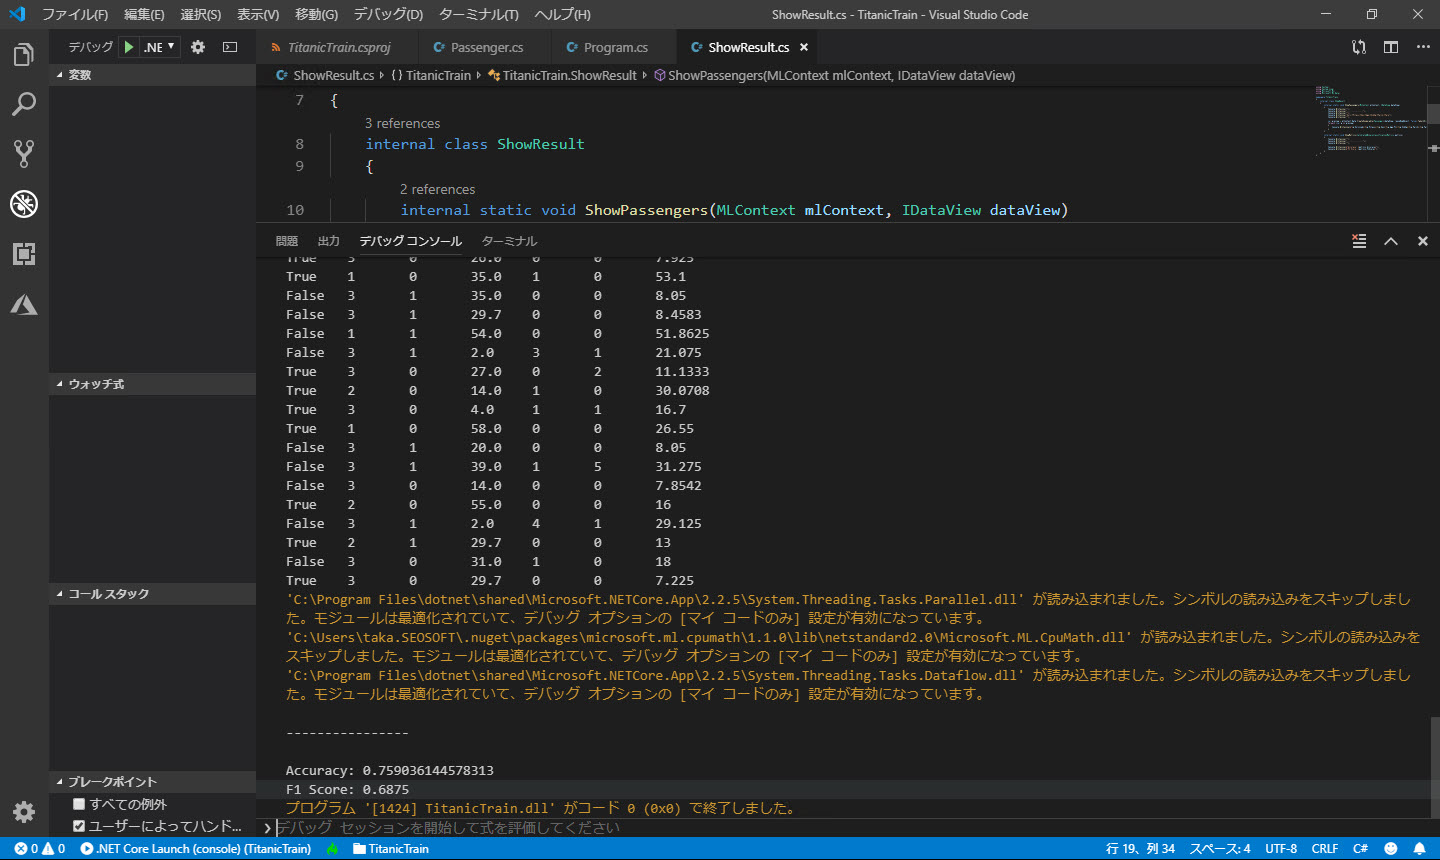 ファイル(F) 編集(E) 選択(S) 表示(V) 移動(G) デバッグ(D) ターミナル(T) ヘルプ(H) ShowResult.cs - TitanicTrain - Visual Studio Code
デバッグ .NE TitanicTrain.csproj Passenger.cs Program.cs ShowResult.cs
変数
ShowResult.cs {} TitanicTrain TitanicTrain.ShowResult ShowPassengers(MLContext mlContext, IDataView dataView)
7 {
3 references
8 internal class ShowResult
9 {
2 references
10 internal static void ShowPassengers(MLContext mlContext, IDataView dataView)
問題 出力 デバッグ コンソール ターミナル
True 3 0 26.0 0 0 7.925
True 1 0 35.0 1 0 53.1
False 3 1 35.0 0 0 8.05
False 3 1 29.7 0 0 8.4583
False 1 1 54.0 0 0 51.8625
False 3 1 2.0 3 1 21.075
True 3 0 27.0 0 2 11.1333
True 2 0 14.0 1 0 30.0708
True 3 0 4.0 1 1 16.7
True 1 0 58.0 0 0 26.55
False 3 1 20.0 0 0 8.05
False 3 1 39.0 1 5 31.275
False 3 0 14.0 0 0 7.8542
True 2 0 55.0 0 0 16
False 3 1 2.0 4 1 29.125
True 2 1 29.7 0 0 13
False 3 0 31.0 1 0 18
True 3 0 29.7 0 0 7.225
'C:\Program Files\dotnet\shared\Microsoft.NETCore.App\2.2.5\System.Threading.Tasks.Parallel.dll' が読み込まれました。シンボルの読み込みをスキップしまし
た。モジュールは最適化されていて、デバッグ オプションの [マイ コードのみ] 設定が有効になっています。
'C:\Users\taka.SEOSOFT\.nuget\packages\microsoft.ml.cpumath\1.1.0\lib\netstandard2.0\Microsoft.ML.CpuMath.dll' が読み込まれました。シンボルの読み込みを
スキップしました。モジュールは最適化されていて、デバッグ オプションの [マイ コードのみ] 設定が有効になっています。
'C:\Program Files\dotnet\shared\Microsoft.NETCore.App\2.2.5\System.Threading.Tasks.Dataflow.dll' が読み込まれました。シンボルの読み込みをスキップしまし
た。モジュールは最適化されていて、デバッグ オプションの [マイ コードのみ] 設定が有効になっています。
----------------
Accuracy: 0.759036144578313
F1 Score: 0.6875
プログラム '[1424] TitanicTrain.dll' がコード 0 (0x0) で終了しました。
デバッグ セッションを開始して式を評価してください
ウォッチ式
コール スタック
ブレークポイント
すべての例外
ユーザーによってハンド...
0 0 .NET Core Launch (console) (TitanicTrain) TitanicTrain 行 19、列 34 スペース: 4 UTF-8 CRLF C#